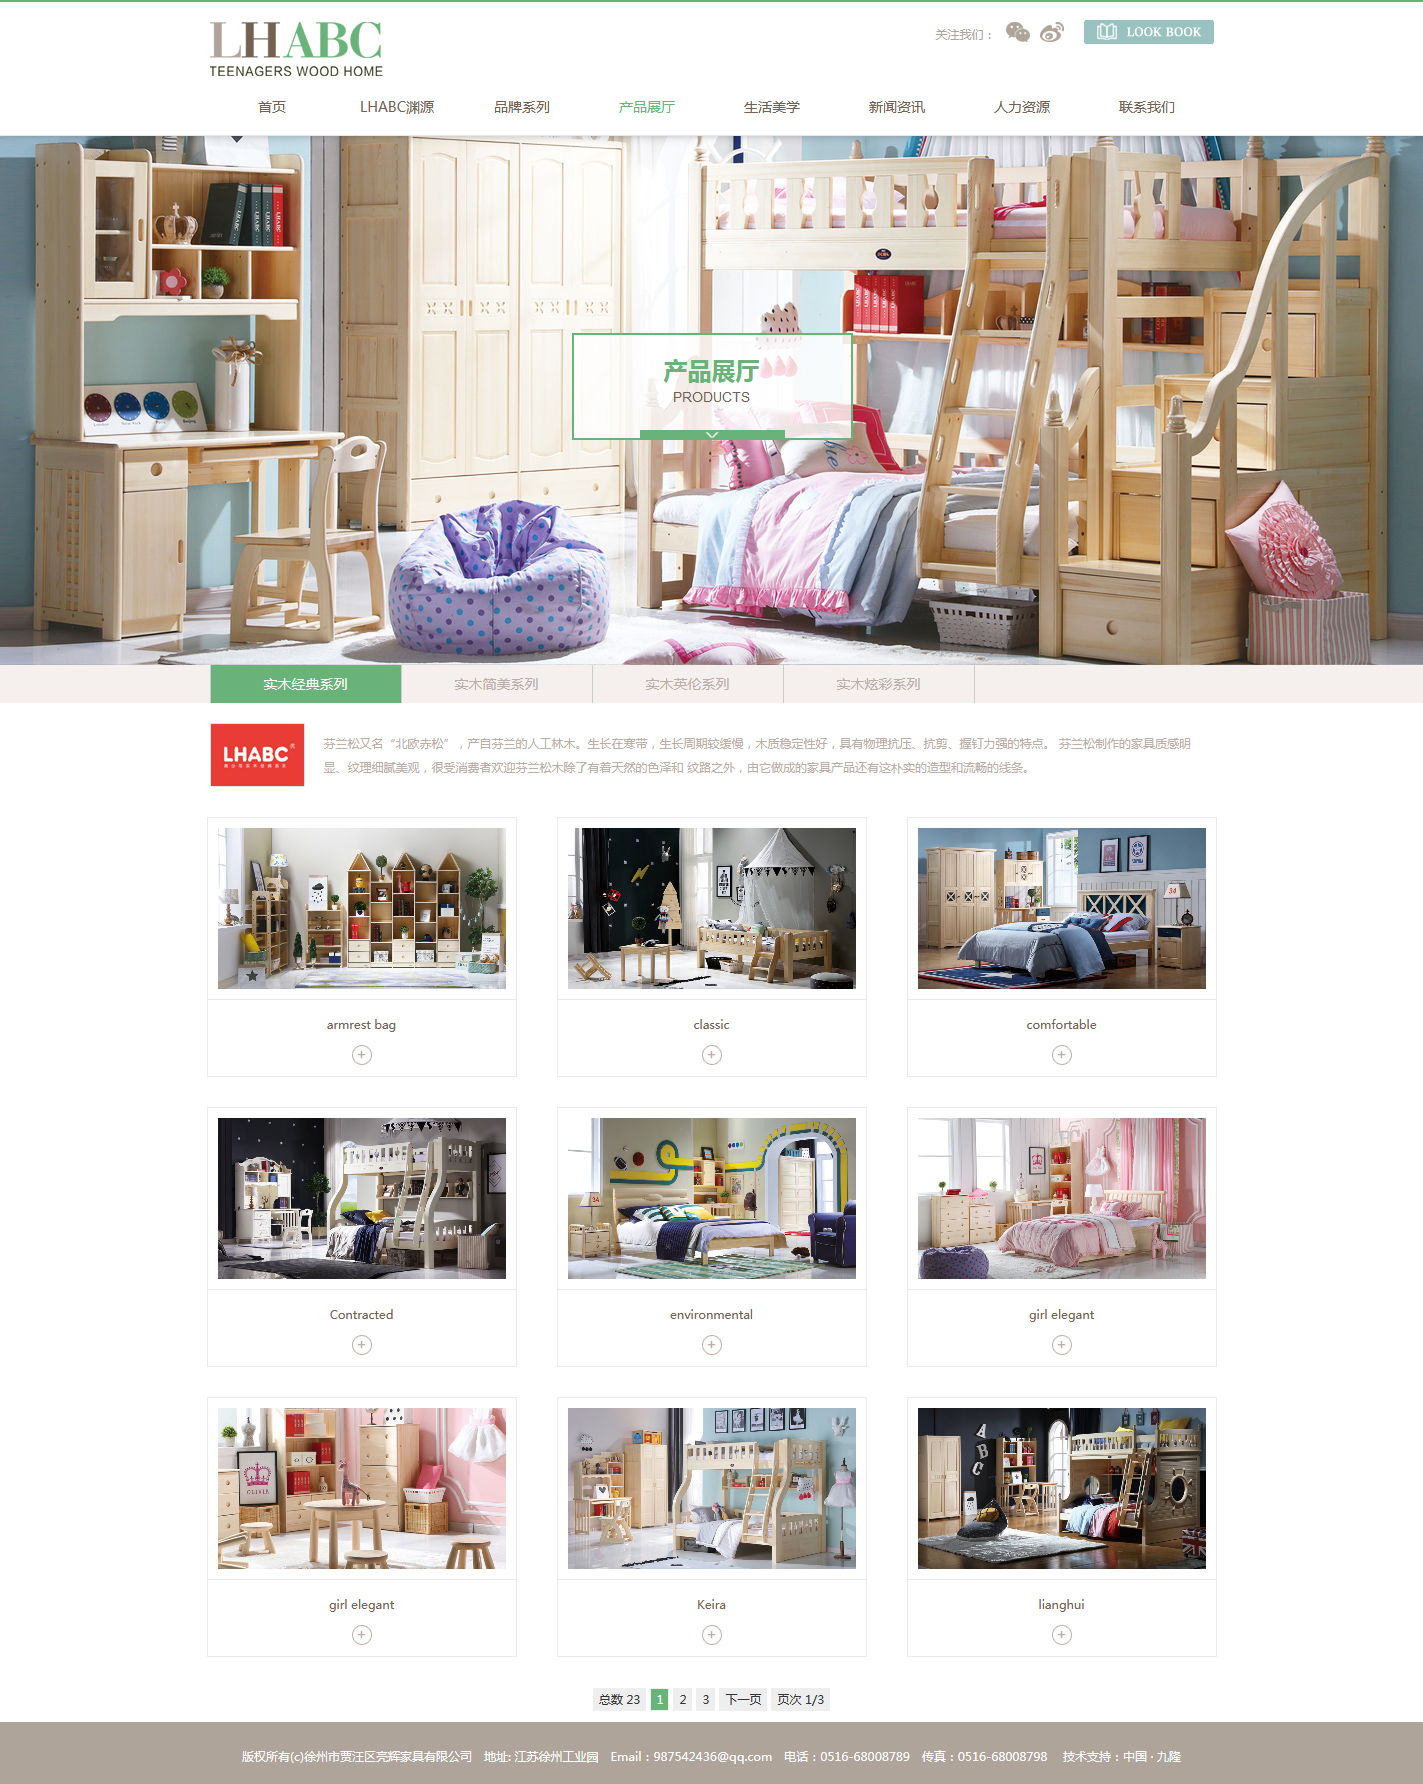 LHABC
TEENAGERS WOOD HOME
关注我们：
LOOK BOOK
首页 LHABC渊源 品牌系列 产品展厅 生活美学 新闻资讯 人力资源 联系我们
产品展厅
PRODUCTS
实木经典系列 实木简美系列 实木英伦系列 实木炫彩系列
LHABC®
芬兰松又名“北欧赤松”，产自芬兰的人工林木。生长在寒带，生长周期较缓慢，木质稳定性好，具有物理抗压、抗剪、握钉力强的特点。 芬兰松制作的家具质感明
显、纹理细腻美观，很受消费者欢迎芬兰松木除了有着天然的色泽和 纹路之外，由它做成的家具产品还有这朴实的造型和流畅的线条。
armrest bag classic comfortable
Contracted environmental girl elegant
girl elegant Keira lianghui
总数 23 1 2 3 下一页 页次 1/3
版权所有(c)徐州市贾汪区亮辉家具有限公司 地址: 江苏徐州工业园 Email：987542436@qq.com 电话：0516-68008789 传真：0516-68008798 技术支持：中国 · 九隆